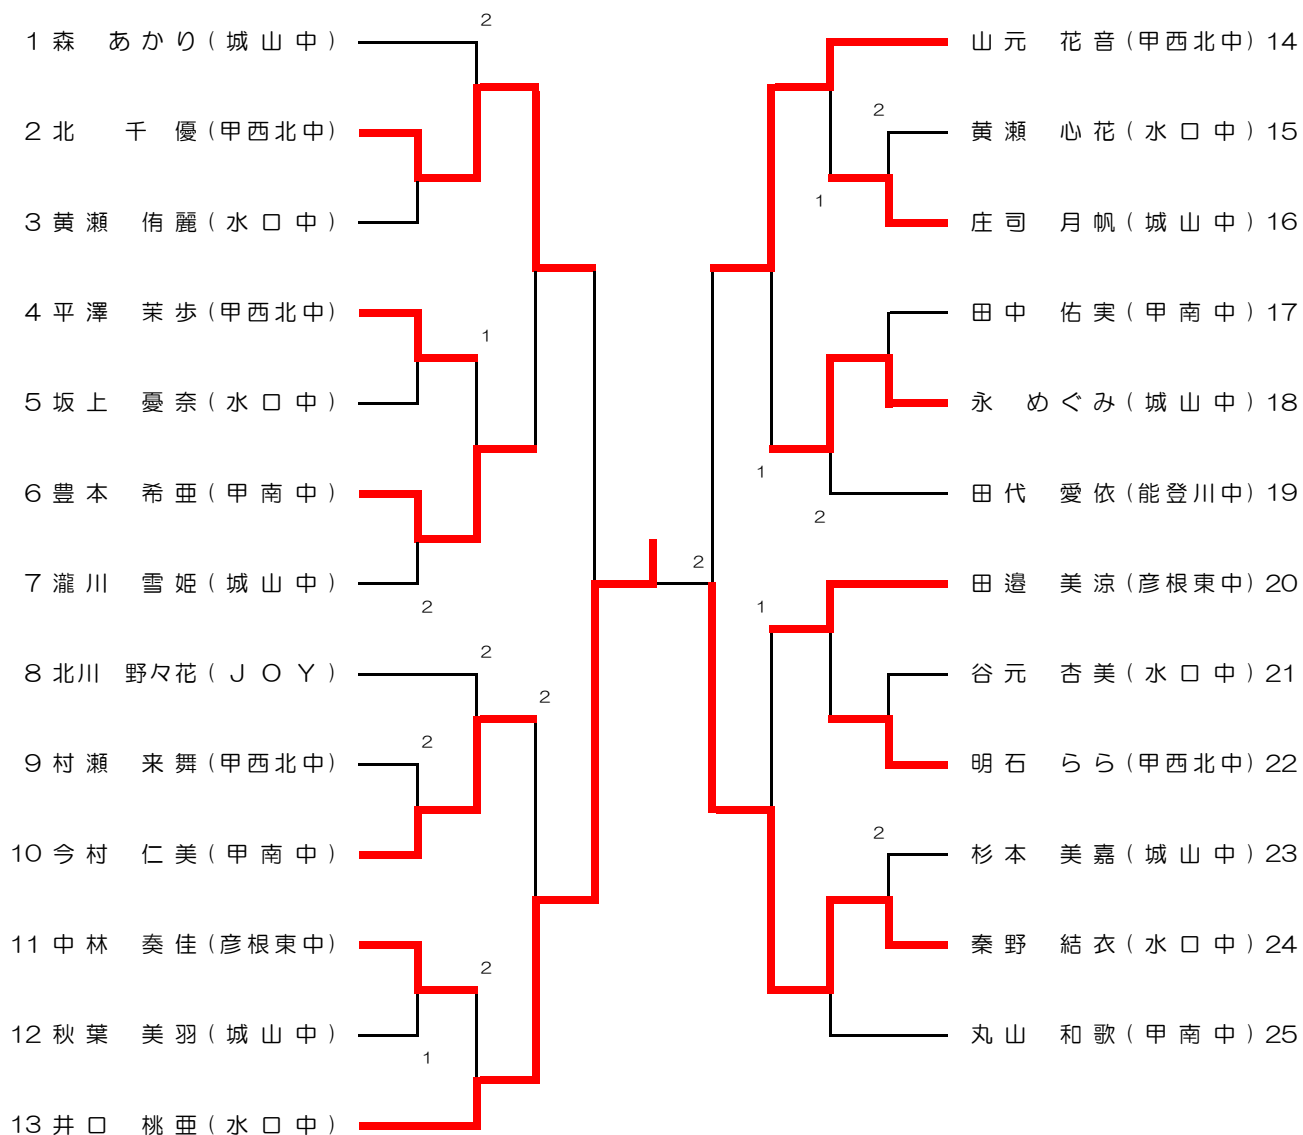 2
1 森 あかり ( 城 山 中 )
2 北 千 優 (甲西北中)
3 黄 瀬 侑 麗 ( 水 口 中 )
4 平 澤 茉 歩 (甲西北中)
1
5 坂 上 憂 奈 ( 水 口 中 )
6 豊 本 希 亜 ( 甲 南 中 )
7 瀧 川 雪 姫 ( 城 山 中 )
2
8 北川 野々花 ( J O Y )
2
2
9 村 瀬 来 舞 (甲西北中)
2
10 今 村 仁 美 ( 甲 南 中 )
11 中 林 奏 佳 (彦根東中)
2
12 秋 葉 美 羽 ( 城 山 中 )
1
13 井 口 桃 亜 ( 水 口 中 )
2
山 元 花 音 (甲西北中) 14
2
黄 瀬 心 花 ( 水 口 中 ) 15
1
庄 司 月 帆 ( 城 山 中 ) 16
田 中 佑 実 ( 甲 南 中 ) 17
永 めぐみ ( 城 山 中 ) 18
1
田 代 愛 依 (能登川中) 19
2
田 邉 美 涼 (彦根東中) 20
1
谷 元 杏 美 ( 水 口 中 ) 21
明 石 ら ら (甲西北中) 22
2
杉 本 美 嘉 ( 城 山 中 ) 23
秦 野 結 衣 ( 水 口 中 ) 24
丸 山 和 歌 ( 甲 南 中 ) 25